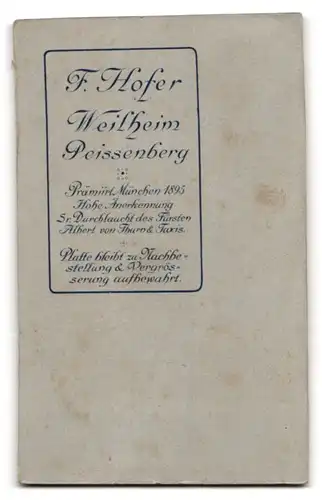 F. Hofer
Weilheim
Peissenberg
Prämiirt. München 1895
Hohe Anerkennung
Sr. Durchlaucht des Fürsten
Albert von Thurn & Taxis.
Platte bleibt zu Nachbe-
stellung & Vergrös-
serung aufbewahrt.